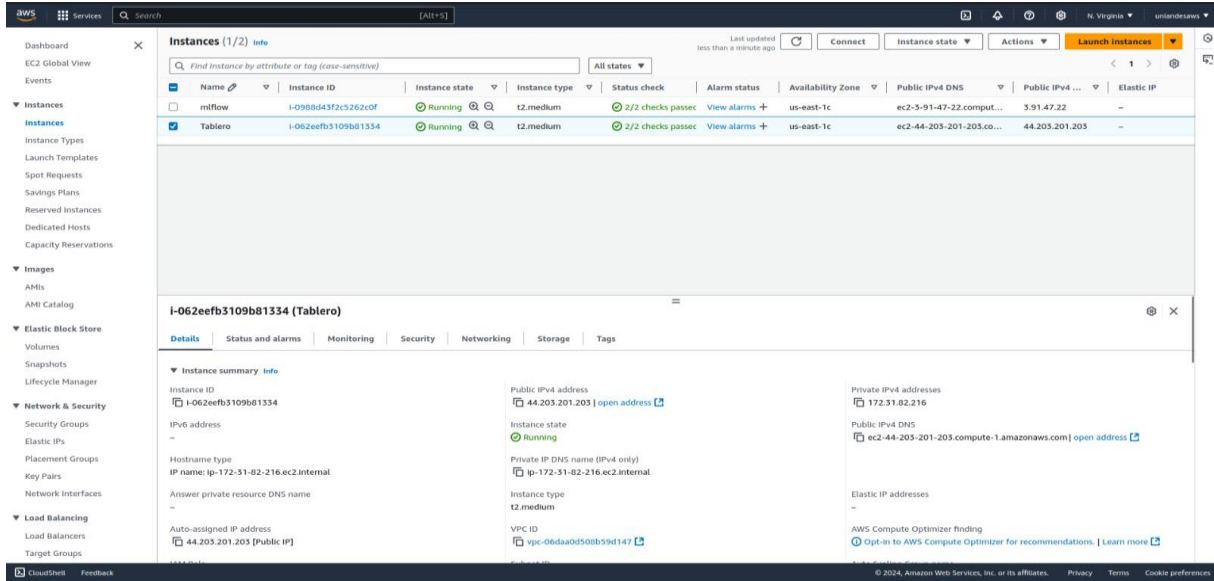 aws Services Search [Alt+S] N. Virginia unlandesaws
Dashboard
EC2 Global View
Events
Instances
Instances
Instance Types
Launch Templates
Spot Requests
Savings Plans
Reserved Instances
Dedicated Hosts
Capacity Reservations
Images
AMIs
AMI Catalog
Elastic Block Store
Volumes
Snapshots
Lifecycle Manager
Network & Security
Security Groups
Elastic IPs
Placement Groups
Key Pairs
Network Interfaces
Load Balancing
Load Balancers
Target Groups
Instances (1/2) Info
Last updated
less than a minute ago
Connect Instance state Actions Launch instances
Find Instance by attribute or tag (case-sensitive) All states 1
Name Instance ID Instance state Instance type Status check Alarm status Availability Zone Public IPv4 DNS Public IPv4 ... Elastic IP
mlflow i-0988d43f2c5262c0f Running t2.medium 2/2 checks passec View alarms + us-east-1c ec2-3-91-47-22.comput... 3.91.47.22 –
Tablero i-062eefb3109b81334 Running t2.medium 2/2 checks passec View alarms + us-east-1c ec2-44-203-201-203.co... 44.203.201.203 –
i-062eefb3109b81334 (Tablero)
Details Status and alarms Monitoring Security Networking Storage Tags
Instance summary Info
Instance ID Public IPv4 address Private IPv4 addresses
i-062eefb3109b81334 44.203.201.203 | open address 172.31.82.216
IPv6 address Instance state Public IPv4 DNS
– Running ec2-44-203-201-203.compute-1.amazonaws.com | open address
Hostname type Private IP DNS name (IPv4 only)
IP name: ip-172-31-82-216.ec2.internal ip-172-31-82-216.ec2.internal
Answer private resource DNS name Instance type Elastic IP addresses
– t2.medium –
Auto-assigned IP address VPC ID AWS Compute Optimizer finding
44.203.201.203 [Public IP] vpc-06daa0d508b59d147 Opt-in to AWS Compute Optimizer for recommendations. | Learn more
CloudShell Feedback © 2024, Amazon Web Services, Inc. or its affiliates. Privacy Terms Cookie preferences